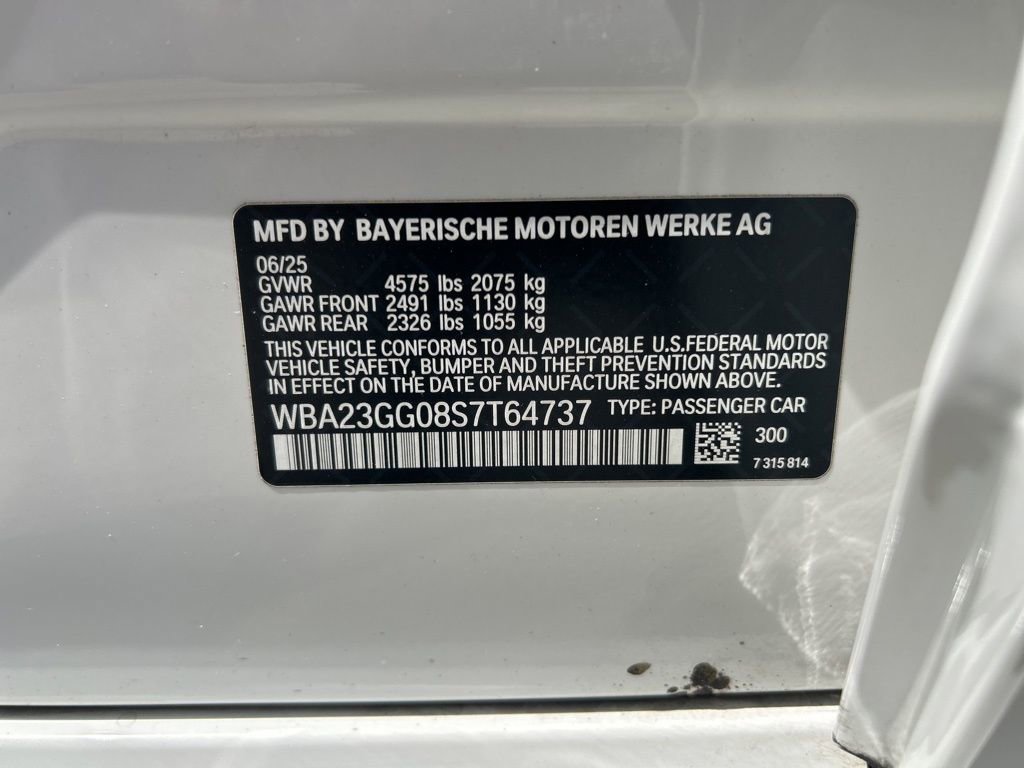 MFD BY BAYERISCHE MOTOREN WERKE AG
06/25
GVWR 4575 lbs 2075 kg
GAWR FRONT 2491 lbs 1130 kg
GAWR REAR 2326 lbs 1055 kg
THIS VEHICLE CONFORMS TO ALL APPLICABLE U.S.FEDERAL MOTOR
VEHICLE SAFETY, BUMPER AND THEFT PREVENTION STANDARDS
IN EFFECT ON THE DATE OF MANUFACTURE SHOWN ABOVE.
WBA23GG08S7T64737 TYPE: PASSENGER CAR
300
7 315 814